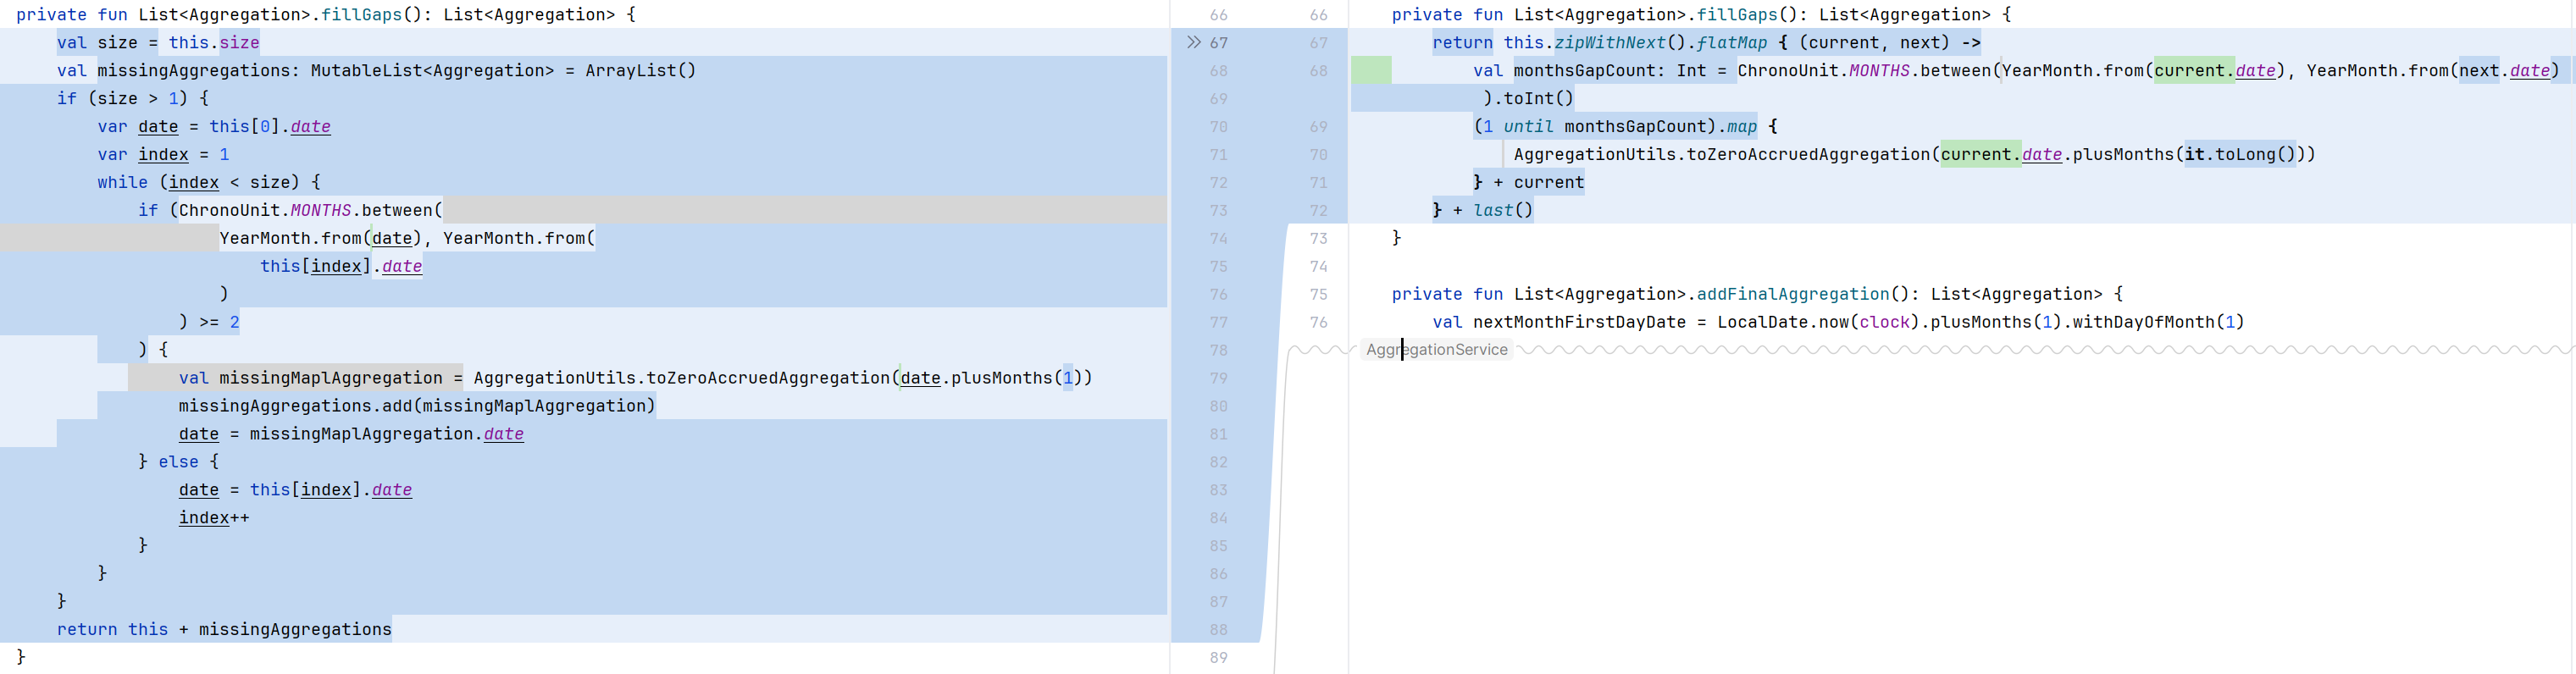 private fun List<Aggregation>.fillGaps(): List<Aggregation> {
val size = this.size
val missingAggregations: MutableList<Aggregation> = ArrayList()
if (size > 1) {
var date = this[0].date
var index = 1
while (index < size) {
if (ChronoUnit.MONTHS.between(
YearMonth.from(date), YearMonth.from(
this[index].date
)
) >= 2
) {
val missingMaplAggregation = AggregationUtils.toZeroAccruedAggregation(date.plusMonths(1))
missingAggregations.add(missingMaplAggregation)
date = missingMaplAggregation.date
} else {
date = this[index].date
index++
}
}
}
return this + missingAggregations
}
66
67
68
69
70
71
72
73
74
75
76
77
78
79
80
81
82
83
84
85
86
87
88
89
66
67
68
69
70
71
72
73
74
75
76
private fun List<Aggregation>.fillGaps(): List<Aggregation> {
return this.zipWithNext().flatMap { (current, next) ->
val monthsGapCount: Int = ChronoUnit.MONTHS.between(YearMonth.from(current.date), YearMonth.from(next.date)
).toInt()
(1 until monthsGapCount).map {
AggregationUtils.toZeroAccruedAggregation(current.date.plusMonths(it.toLong()))
} + current
} + last()
}
private fun List<Aggregation>.addFinalAggregation(): List<Aggregation> {
val nextMonthFirstDayDate = LocalDate.now(clock).plusMonths(1).withDayOfMonth(1)
AggregationService